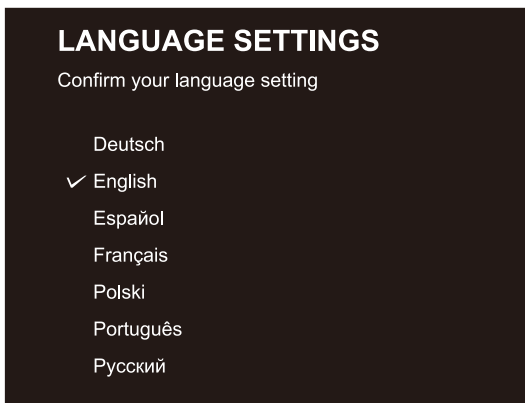 LANGUAGE SETTINGS
Confirm your language setting
Deutsch
English
Espaйol
Français
Polski
Português
Русский